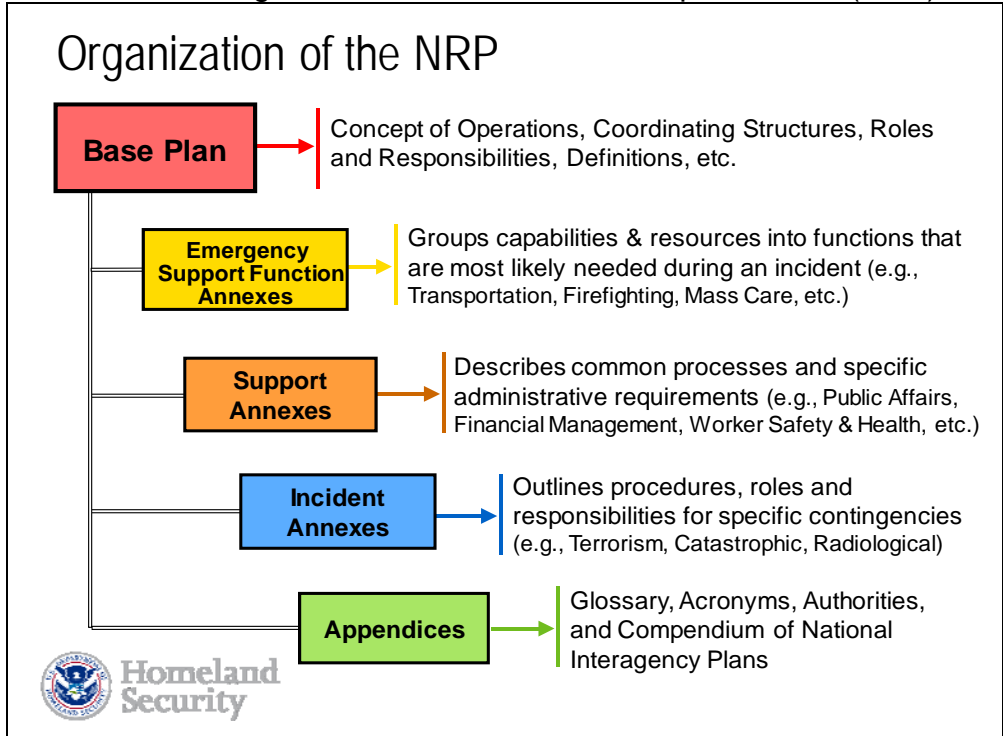 Organization of the NRP
Base Plan
Concept of Operations, Coordinating Structures, Roles
and Responsibilities, Definitions, etc.
Emergency
Support Function
Annexes
Groups capabilities & resources into functions that
are most likely needed during an incident (e.g.,
Transportation, Firefighting, Mass Care, etc.)
Support
Annexes
Describes common processes and specific
administrative requirements (e.g., Public Affairs,
Financial Management, Worker Safety & Health, etc.)
Incident
Annexes
Outlines procedures, roles and
responsibilities for specific contingencies
(e.g., Terrorism, Catastrophic, Radiological)
Appendices
Glossary, Acronyms, Authorities,
and Compendium of National
Interagency Plans
Homeland
Security